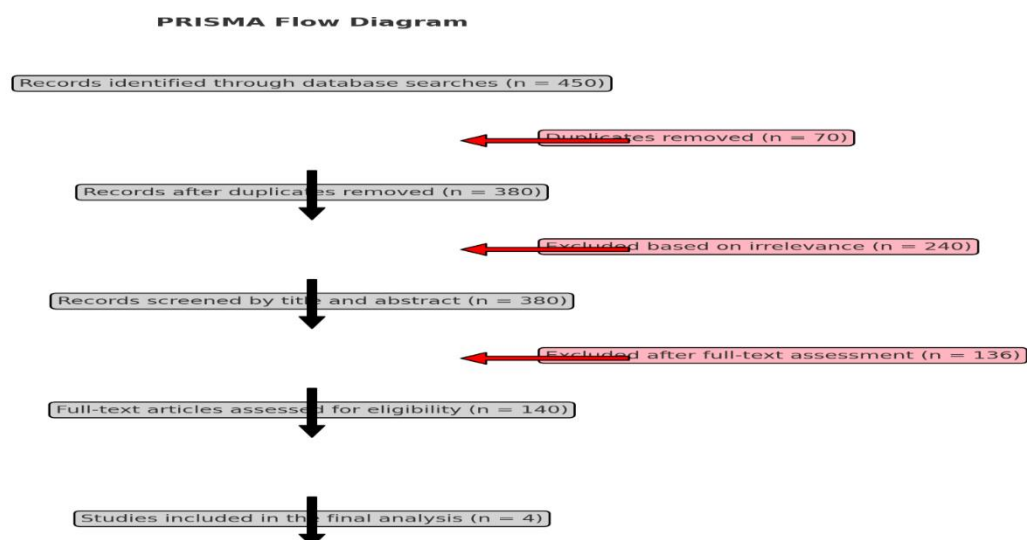 PRISMA Flow Diagram
Records identified through database searches (n = 450)
Duplicates removed (n = 70)
Records after duplicates removed (n = 380)
Excluded based on irrelevance (n = 240)
Records screened by title and abstract (n = 380)
Excluded after full-text assessment (n = 136)
Full-text articles assessed for eligibility (n = 140)
Studies included in the final analysis (n = 4)